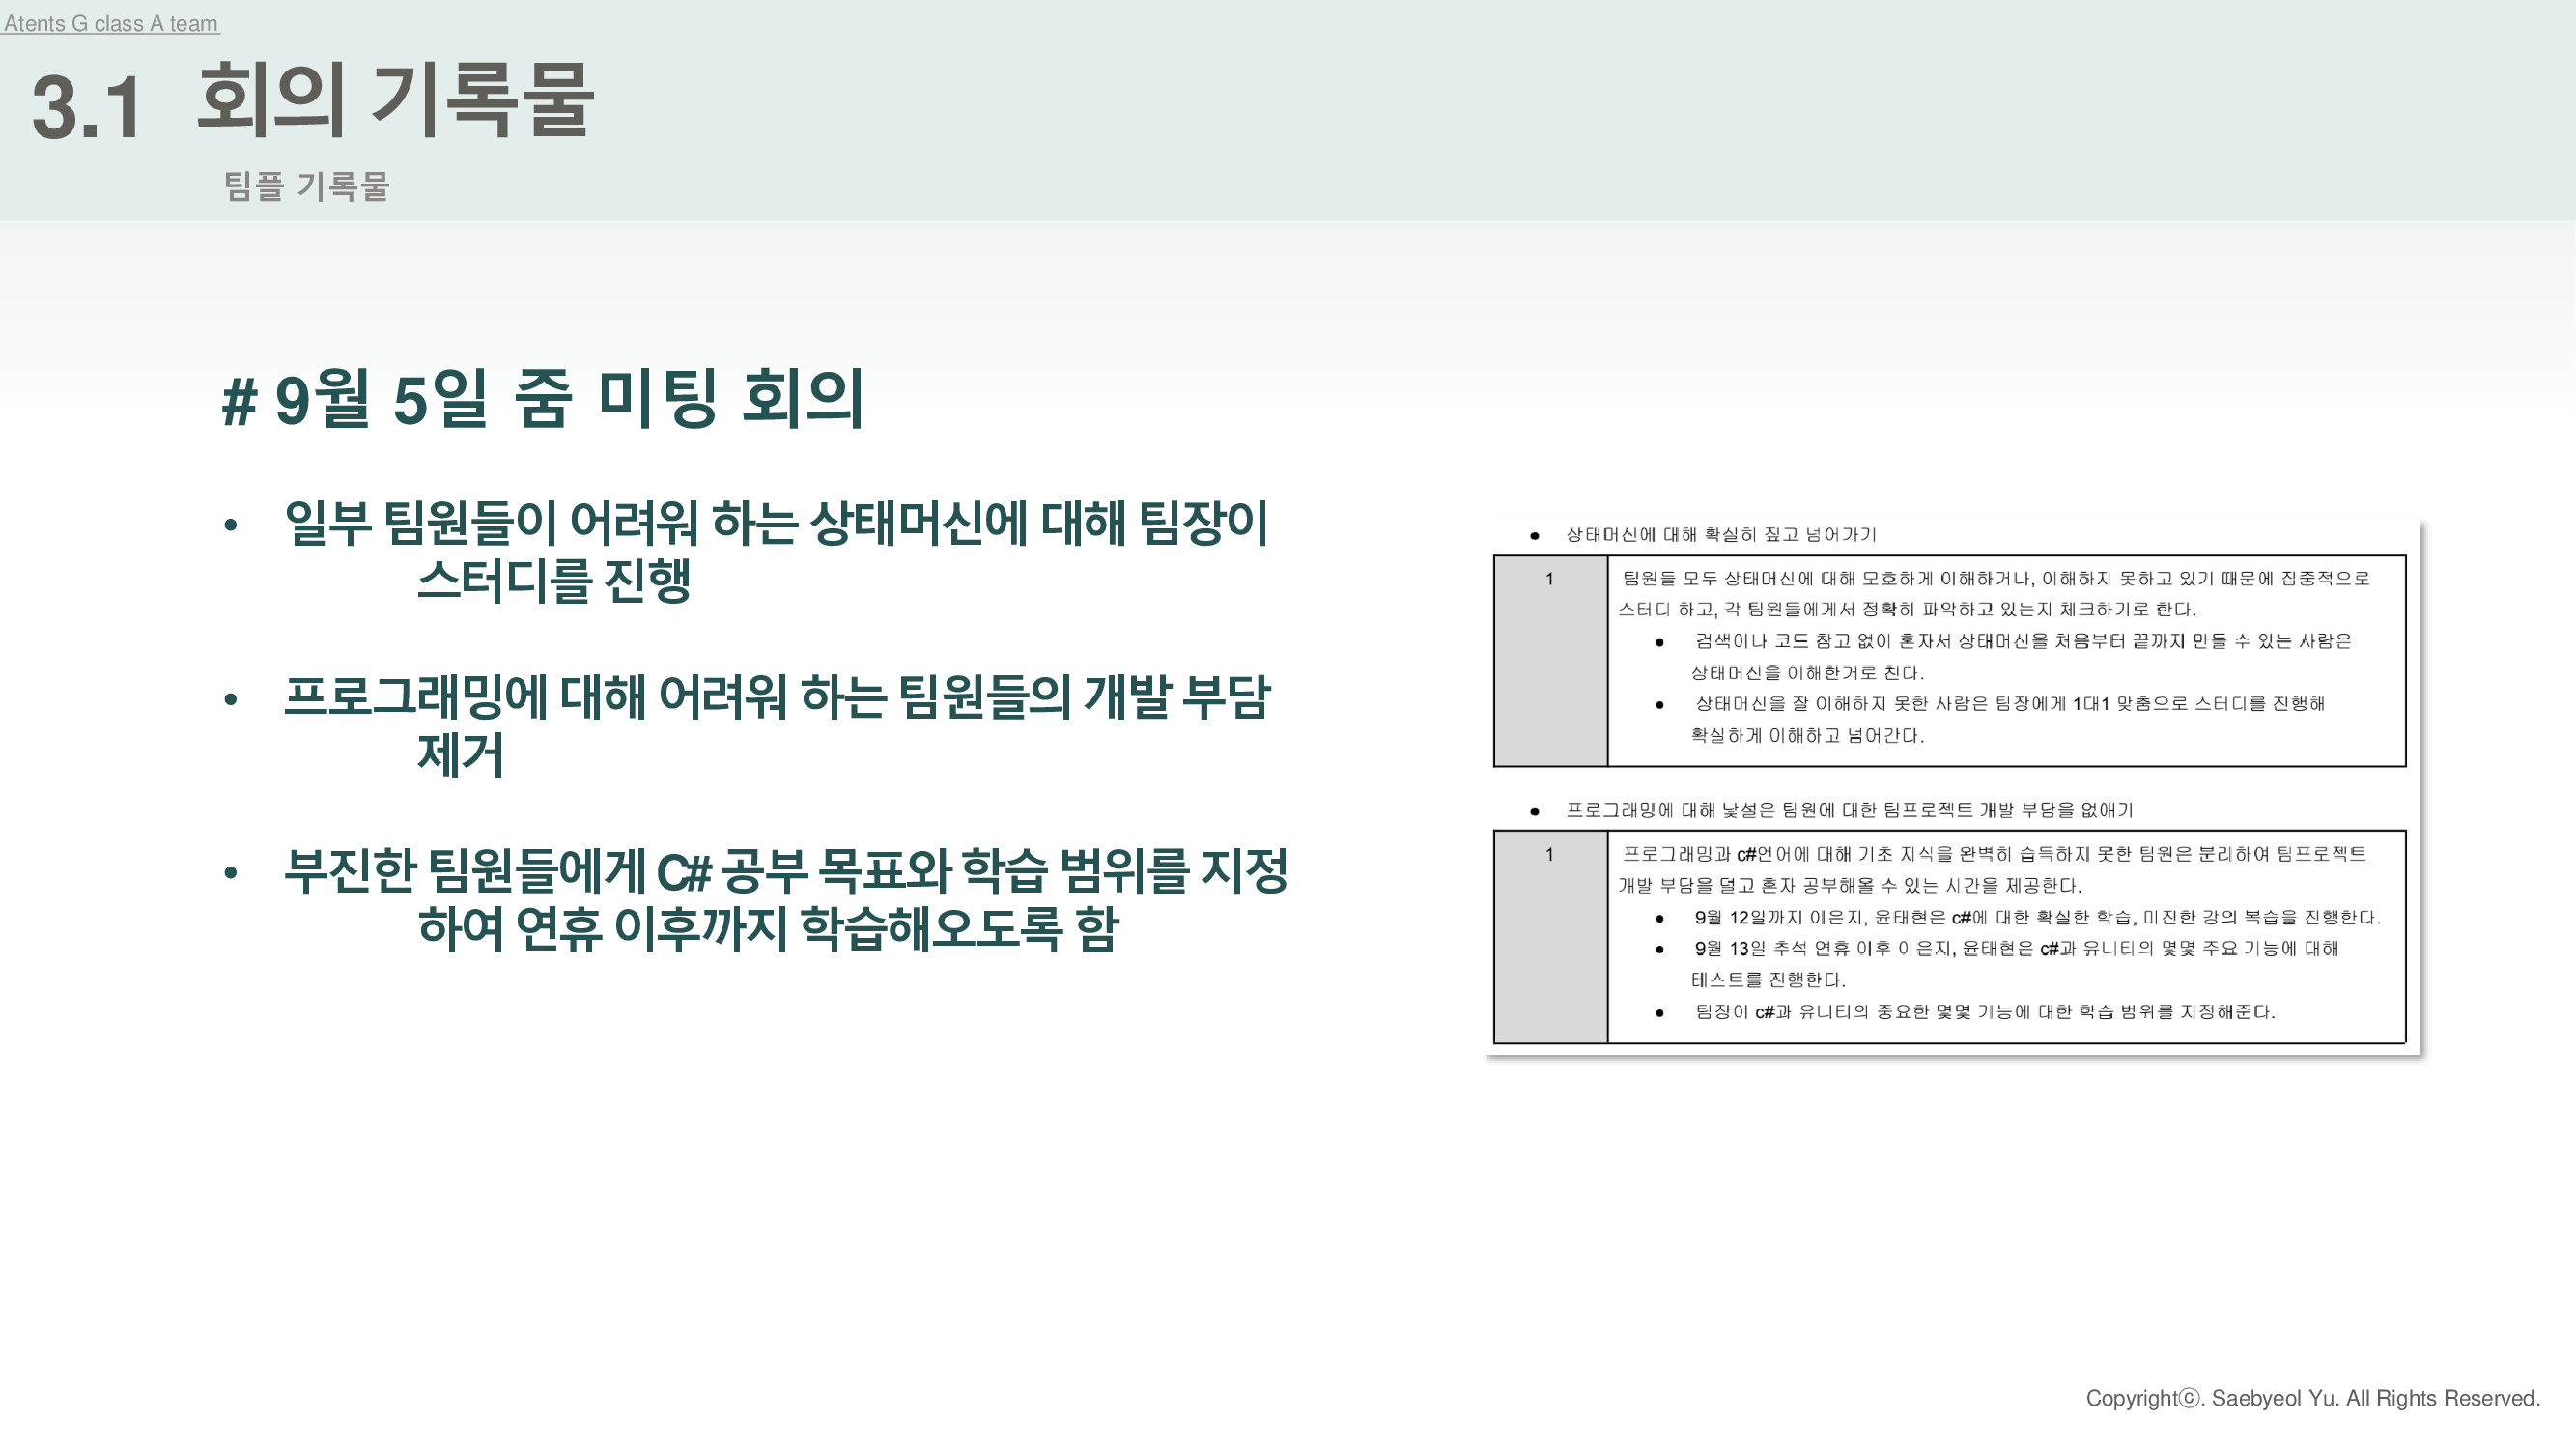 Atents G class A team
3.1 회의 기록물
팀플 기록물
# 9월 5일 줌 미팅 회의
• 일부 팀원들이 어려워 하는 상태머신에 대해 팀장이
스터디를 진행
• 프로그래밍에 대해 어려워 하는 팀원들의 개발 부담
제거
• 부진한 팀원들에게 C# 공부 목표와 학습 범위를 지정
하여 연휴 이후까지 학습해오도록 함
● 상태머신에 대해 확실히 짚고 넘어가기
1 팀원들 모두 상태머신에 대해 모호하게 이해하거나, 이해하지 못하고 있기 때문에 집중적으로
스터디 하고, 각 팀원들에게서 정확히 파악하고 있는지 체크하기로 한다.
● 검색이나 코드 참고 없이 혼자서 상태머신을 처음부터 끝까지 만들 수 있는 사람은
상태머신을 이해한거로 친다.
● 상태머신을 잘 이해하지 못한 사람은 팀장에게 1대1 맞춤으로 스터디를 진행해
확실하게 이해하고 넘어간다.
● 프로그래밍에 대해 낯설은 팀원에 대한 팀프로젝트 개발 부담을 없애기
1 프로그래밍과 c#언어에 대해 기초 지식을 완벽히 습득하지 못한 팀원은 분리하여 팀프로젝트
개발 부담을 덜고 혼자 공부해올 수 있는 시간을 제공한다.
● 9월 12일까지 이은지, 윤태현은 c#에 대한 확실한 학습, 미진한 강의 복습을 진행한다.
● 9월 13일 추석 연휴 이후 이은지, 윤태현은 c#과 유니티의 몇몇 주요 기능에 대해
테스트를 진행한다.
● 팀장이 c#과 유니티의 중요한 몇몇 기능에 대한 학습 범위를 지정해준다.
Copyrightⓒ. Saebyeol Yu. All Rights Reserved.